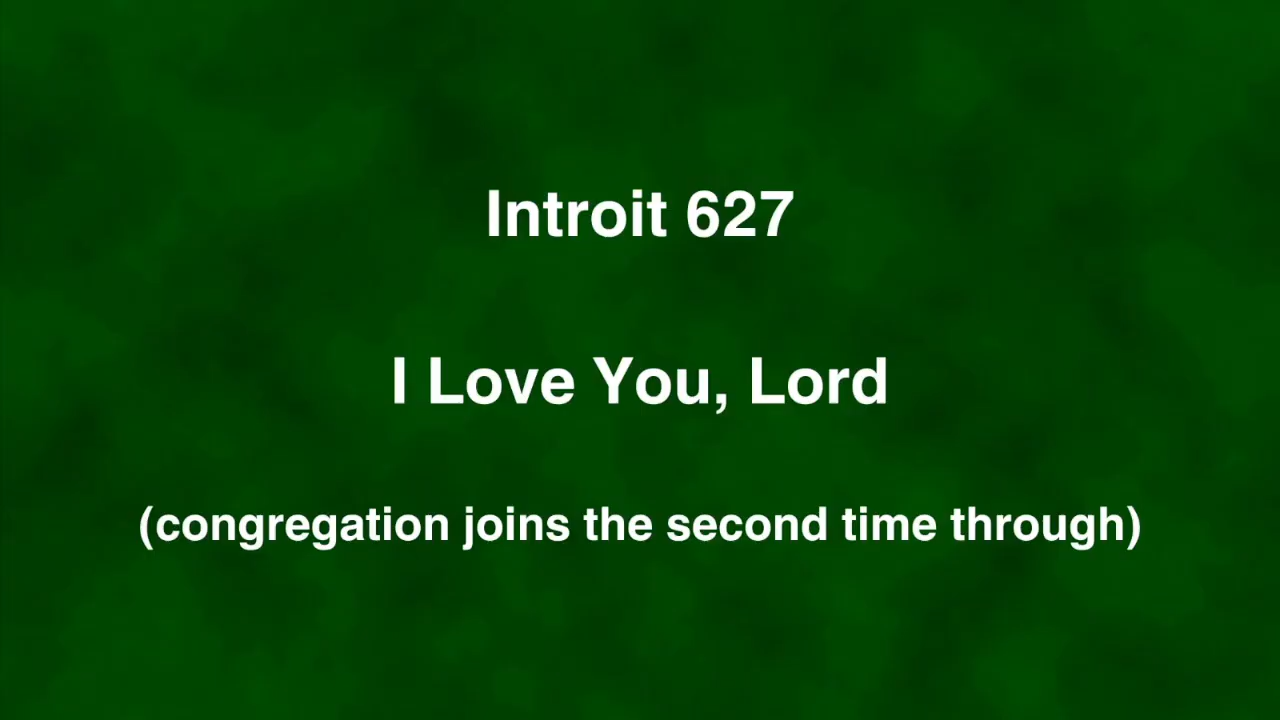 Introit 627
I Love You, Lord
(congregation joins the second time through)